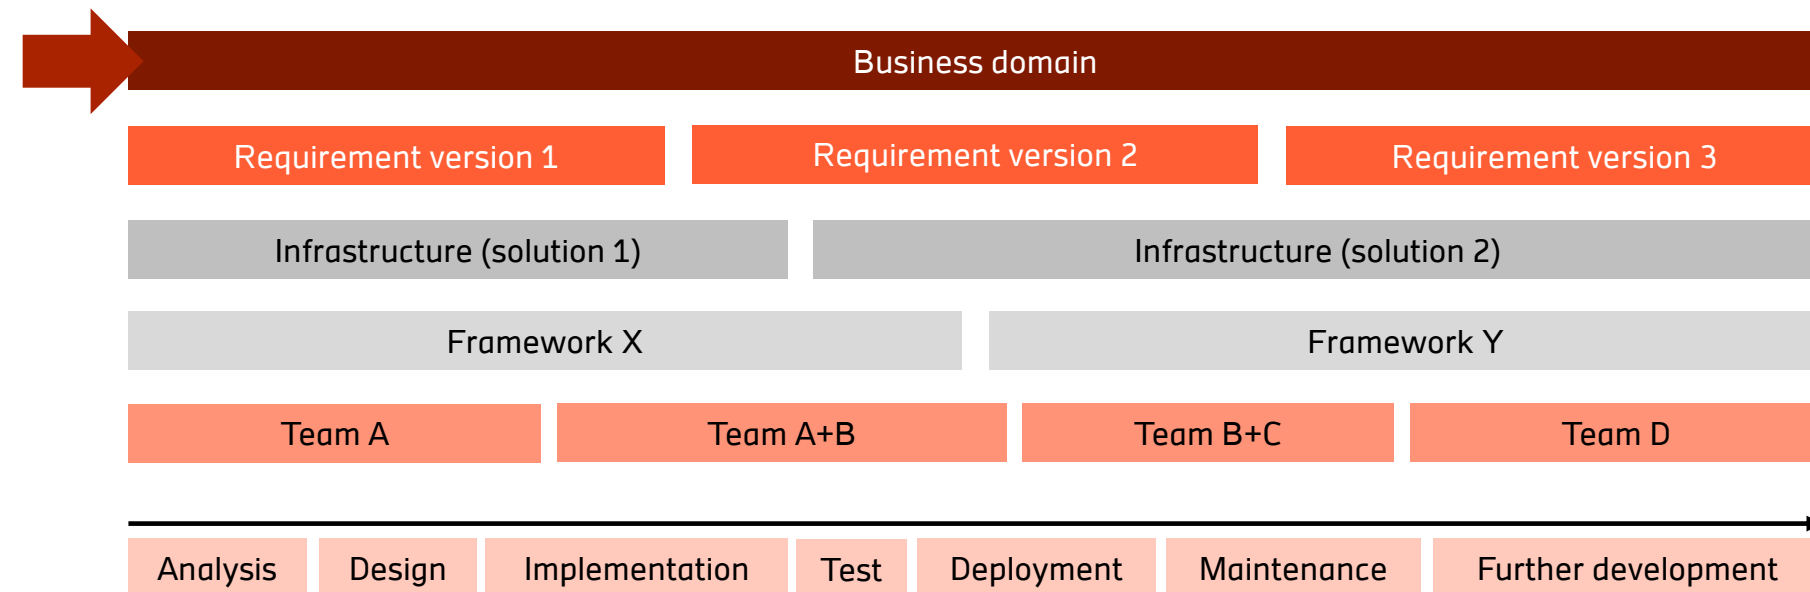 Business domain
Requirement version 1
Requirement version 2
Requirement version 3
Infrastructure (solution 1)
Infrastructure (solution 2)
Framework X
Framework Y
Team A
Team A+B
Team B+C
Team D
Analysis
Design
Implementation
Test
Deployment
Maintenance
Further development